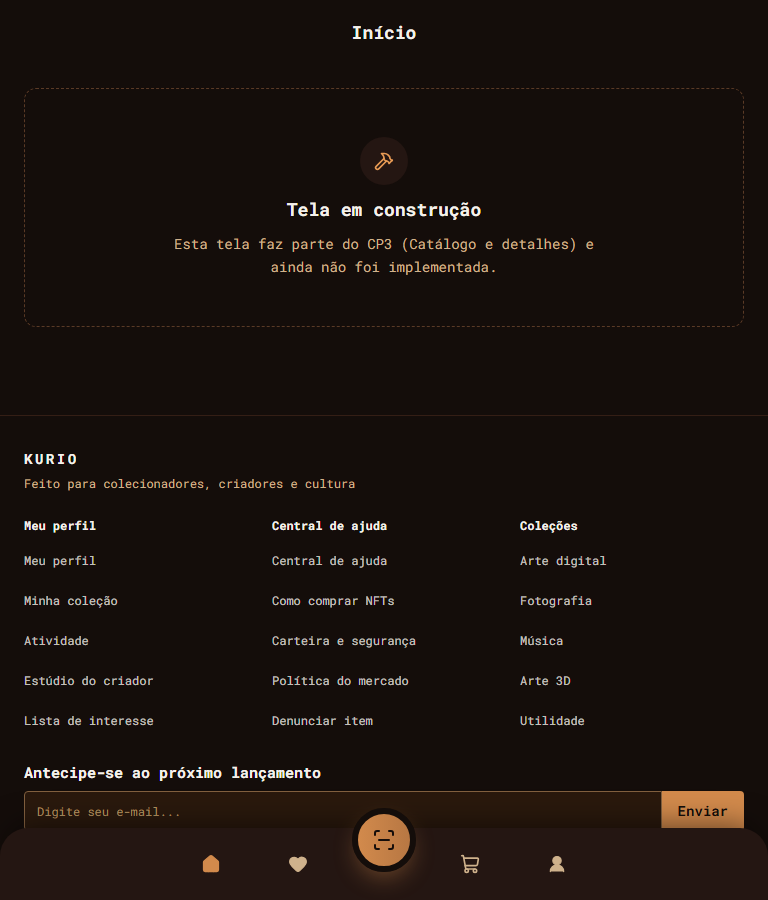 Início
Tela em construção
Esta tela faz parte do CP3 (Catálogo e detalhes) e
ainda não foi implementada.
KURIO
Feito para colecionadores, criadores e cultura
Meu perfil
Meu perfil
Minha coleção
Atividade
Estúdio do criador
Lista de interesse
Central de ajuda
Central de ajuda
Como comprar NFTs
Carteira e segurança
Política do mercado
Denunciar item
Coleções
Arte digital
Fotografia
Música
Arte 3D
Utilidade
Antecipe-se ao próximo lançamento
Digite seu e-mail...
Enviar